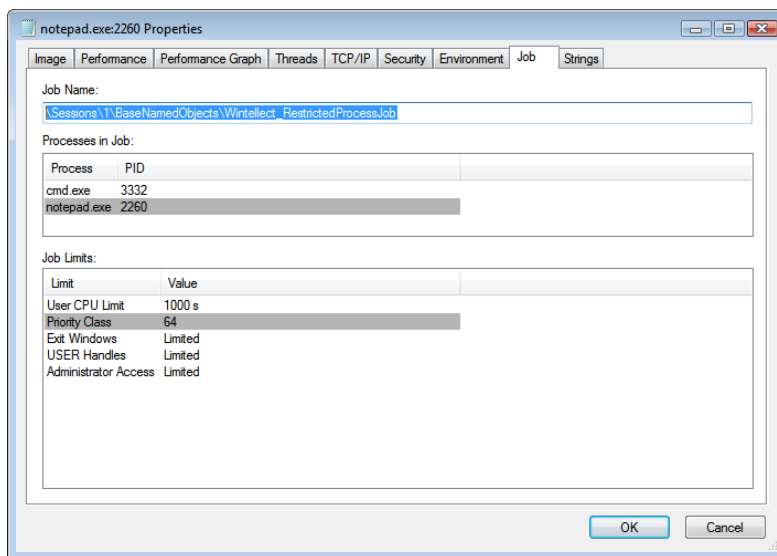 notepad.exe:2260 Properties
Image Performance Performance Graph Threads TCP/IP Security Environment Job Strings
Job Name:
\Sessions\1\BaseNamedObjects\Wintellect_RestrictedProcessJob
Processes in Job:
Process PID
cmd.exe 3332
notepad.exe 2260
Job Limits:
Limit Value
User CPU Limit 1000 s
Priority Class 64
Exit Windows Limited
USER Handles Limited
Administrator Access Limited
OK Cancel